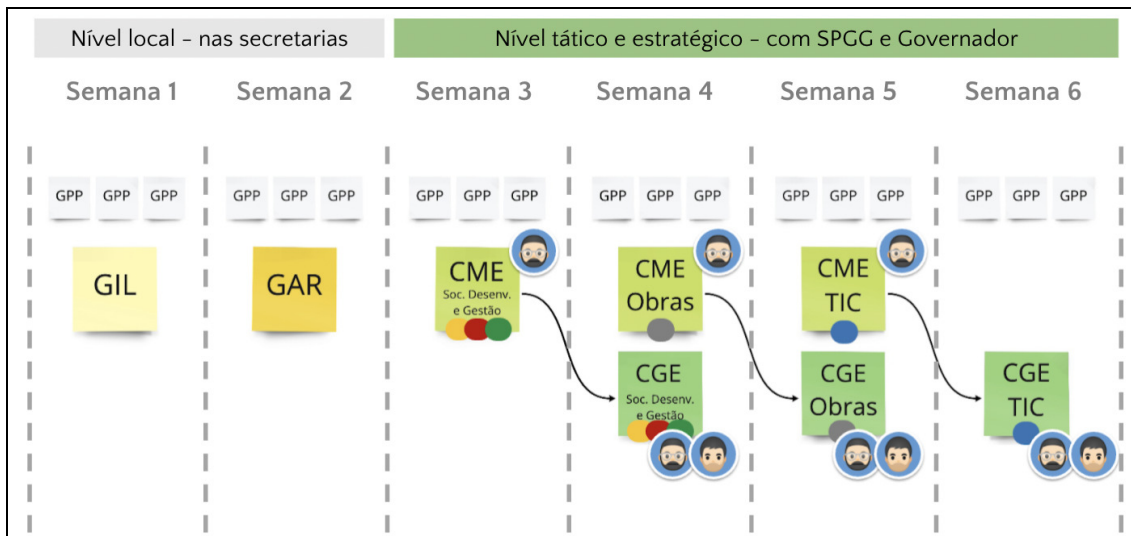 Nível local – nas secretarias
Nível tático e estratégico – com SPGG e Governador
Semana 1
Semana 2
Semana 3
Semana 4
Semana 5
Semana 6
GPP GPP GPP
GPP GPP GPP
GPP GPP GPP
GPP GPP GPP
GPP GPP GPP
GPP GPP GPP
GIL
GAR
CME
Soc. Desenv.
e Gestão
CME
Obras
CME
TIC
CGE
Soc. Desenv.
e Gestão
CGE
Obras
CGE
TIC